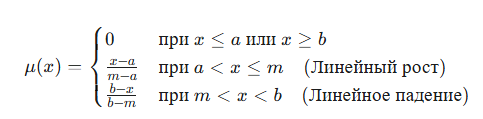 μ(x) = { 0 при x ≤ a или x ≥ b
(x−a)/(m−a) при a < x ≤ m (Линейный рост)
(b−x)/(b−m) при m < x < b (Линейное падение)